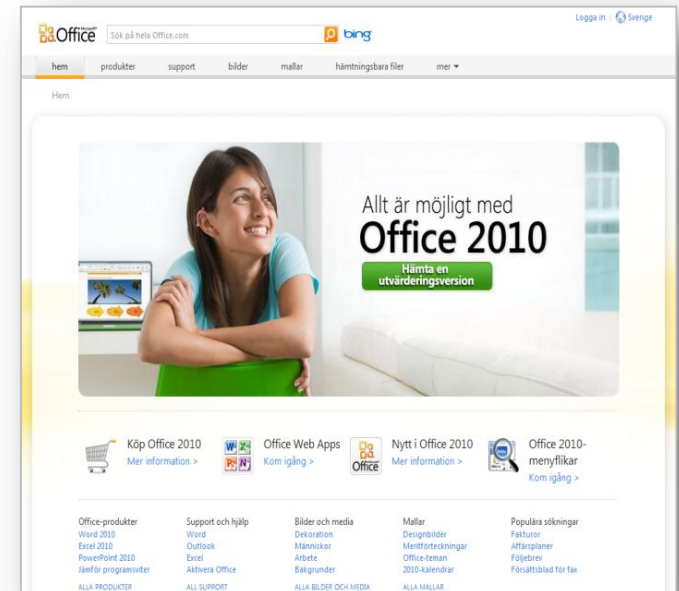 Logga in | Sverige
Office
Sök på hela Office.com
bing
hem produkter support bilder mallar hämtningsbara filer mer
Hem
Allt är möjligt med
Office 2010
Hämta en
utvärderingsversion
Köp Office 2010
Mer information >
Office Web Apps
Kom igång >
Office
Nytt i Office 2010
Mer information >
Office 2010-
menyflikar
Kom igång >
Office-produkter
Word 2010
Excel 2010
PowerPoint 2010
Jämför programsviter
ALLA PRODUKTER
Support och hjälp
Word
Outlook
Excel
Aktivera Office
ALL SUPPORT
Bilder och media
Dekoration
Människor
Arbete
Bakgrunder
ALLA BILDER OCH MEDIA
Mallar
Designbilder
Meritförteckningar
Office-teman
2010-kalendrar
ALLA MALLAR
Populära sökningar
Fakturor
Affärsplaner
Följebrev
Försättsblad för fax